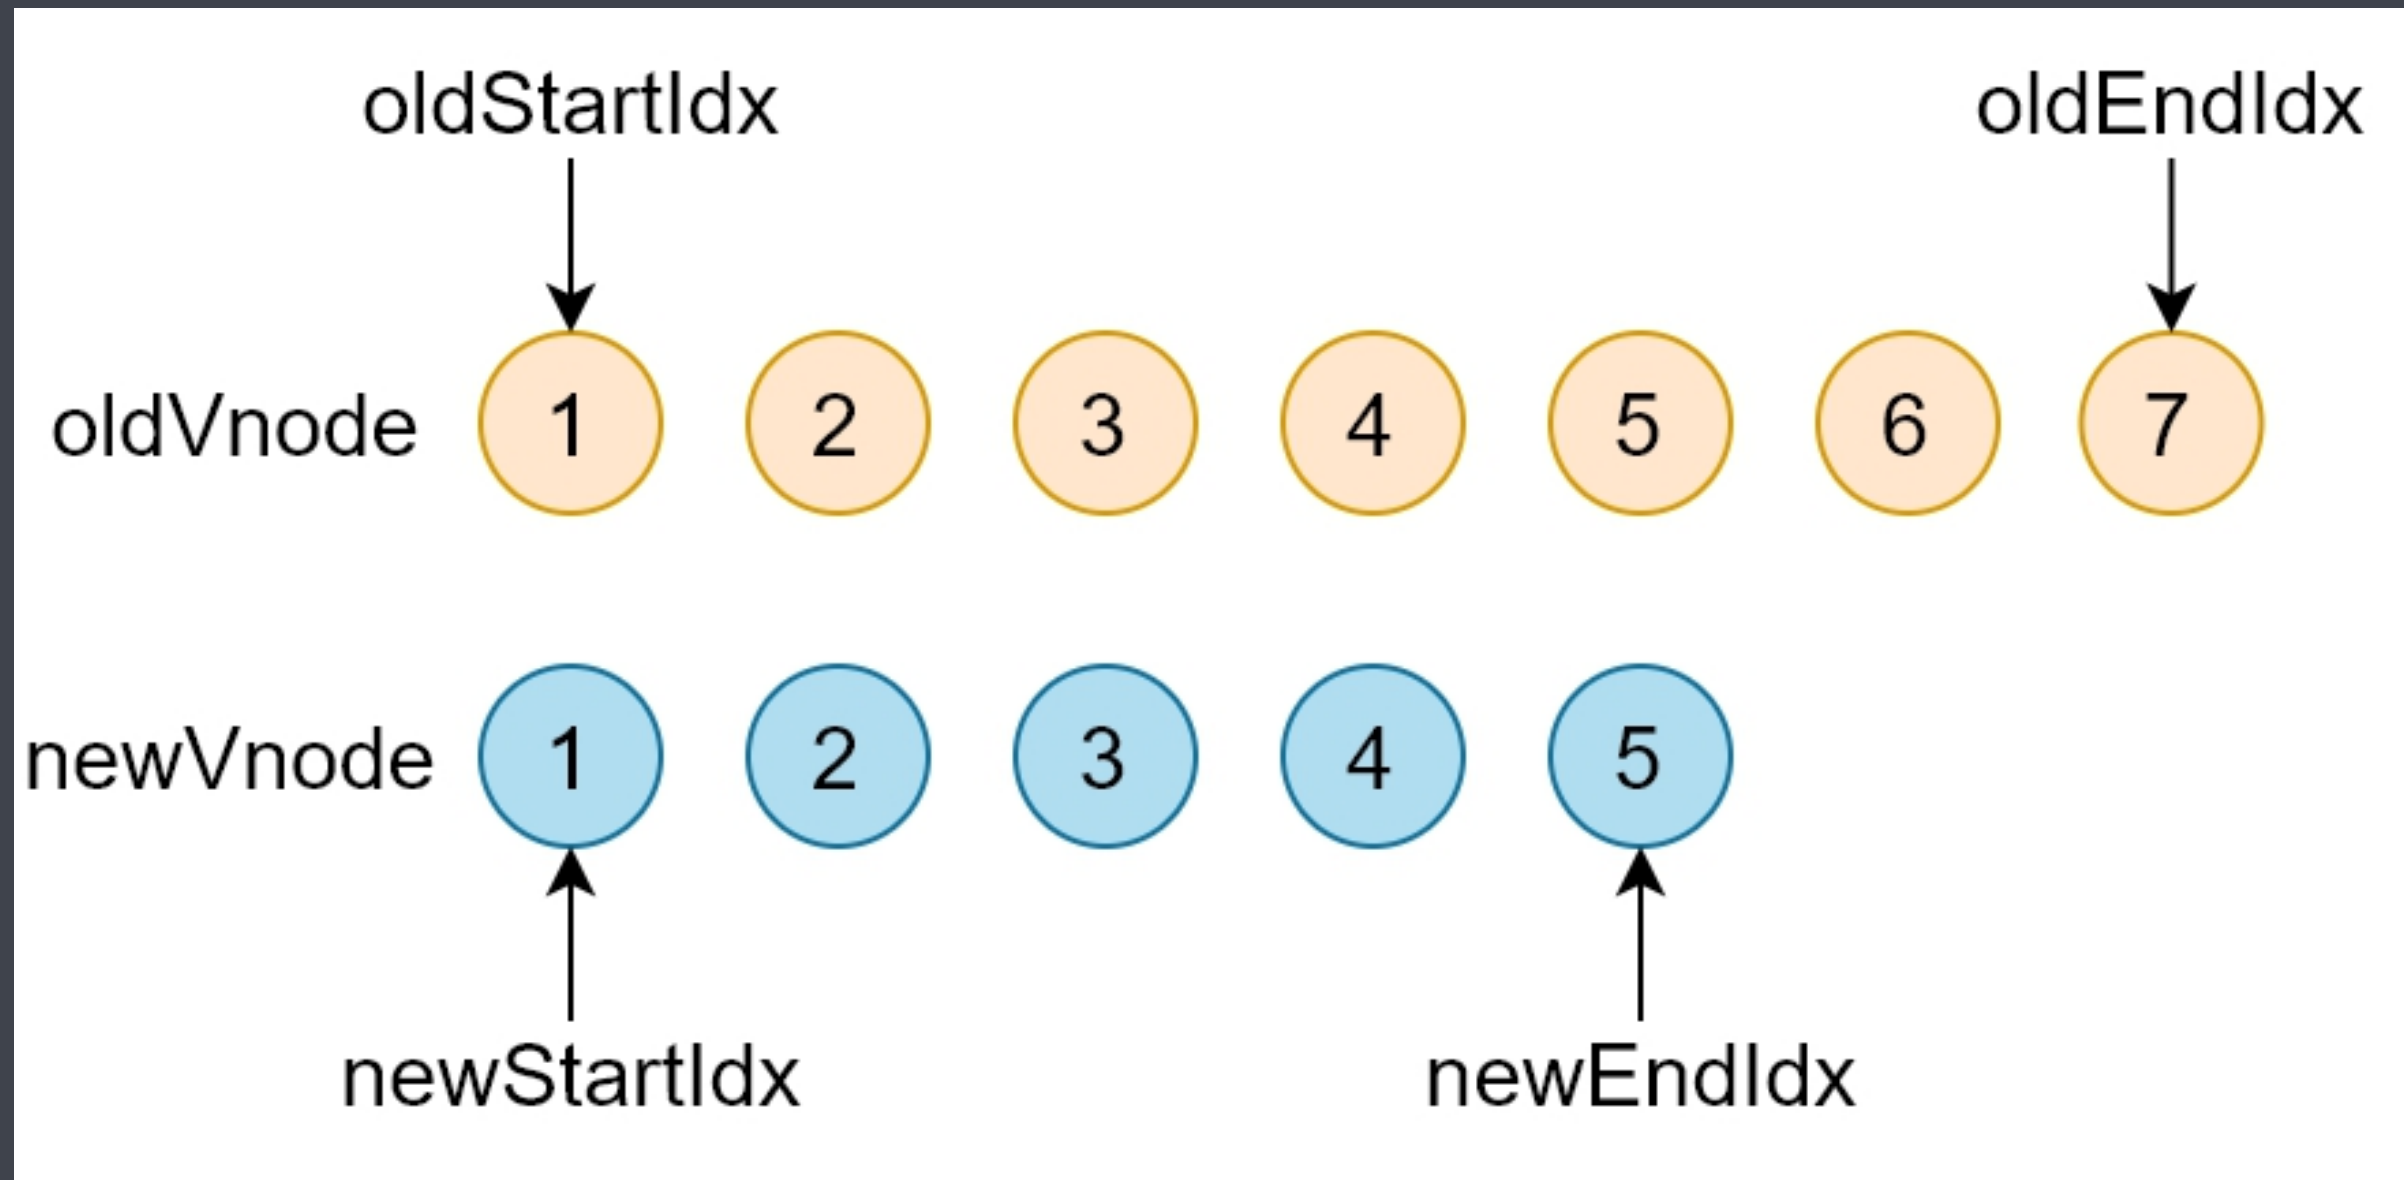 oldStartIdx oldEndIdx
oldVnode 1 2 3 4 5 6 7
newVnode 1 2 3 4 5
newStartIdx newEndIdx